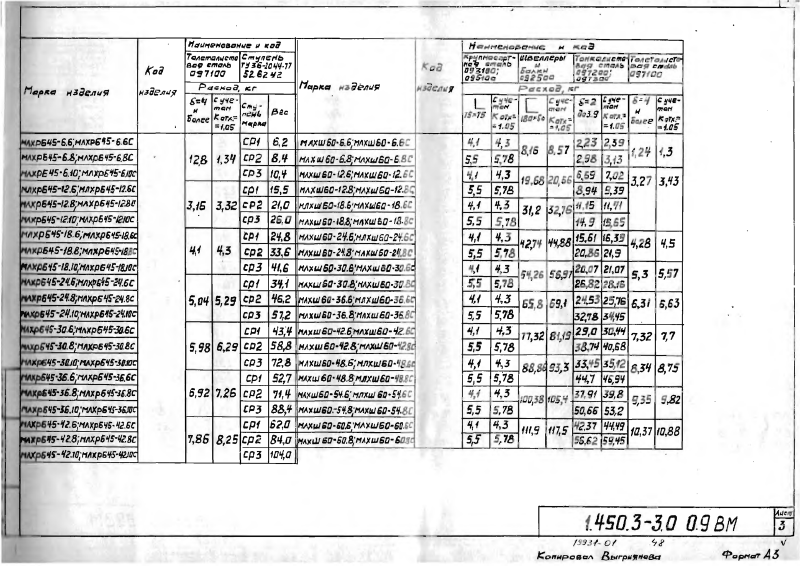 Марка изделия | Код изделия | Наименование и код
Толстолистовая сталь 097100 | Ступень ТУ36-2044-77 526242
Расход, кг
δ=4 и более | С учетом Котх.=1.05 | Ступень марка | Вес
МЛХРБ45-6.6; МЛХРБ45-6.6С | 1,28 | 1,34 | СР1 | 6,2
МЛХРБ45-6.8; МЛХРБ45-6.8С | СР2 | 8,4
МЛХРБ45-6.10; МЛХРБ45-6.10С | СР3 | 10,4
МЛХРБ45-12.6; МЛХРБ45-12.6С | 3,16 | 3,32 | СР1 | 15,5
МЛХРБ45-12.8; МЛХРБ45-12.8С | СР2 | 21,0
МЛХРБ45-12.10; МЛХРБ45-12.10С | СР3 | 26,0
МЛХРБ45-18.6; МЛХРБ45-18.6С | 4,1 | 4,3 | СР1 | 24,8
МЛХРБ45-18.8; МЛХРБ45-18.8С | СР2 | 33,6
МЛХРБ45-18.10; МЛХРБ45-18.10С | СР3 | 41,6
МЛХРБ45-24.6; МЛХРБ45-24.6С | 5,04 | 5,29 | СР1 | 34,1
МЛХРБ45-24.8; МЛХРБ45-24.8С | СР2 | 46,2
МЛХРБ45-24.10; МЛХРБ45-24.10С | СР3 | 57,2
МЛХРБ45-30.6; МЛХРБ45-30.6С | 5,98 | 6,29 | СР1 | 43,4
МЛХРБ45-30.8; МЛХРБ45-30.8С | СР2 | 58,8
МЛХРБ45-30.10; МЛХРБ45-30.10С | СР3 | 72,8
МЛХРБ45-36.6; МЛХРБ45-36.6С | 6,92 | 7,26 | СР1 | 52,7
МЛХРБ45-36.8; МЛХРБ45-36.8С | СР2 | 71,4
МЛХРБ45-36.10; МЛХРБ45-36.10С | СР3 | 88,4
МЛХРБ45-42.6; МЛХРБ45-42.6С | 7,86 | 8,25 | СР1 | 62,0
МЛХРБ45-42.8; МЛХРБ45-42.8С | СР2 | 84,0
МЛХРБ45-42.10; МЛХРБ45-42.10С | СР3 | 104,0
Марка изделия | Код изделия | Наименование и код
Крупносортная сталь 093100; 095100 | Швеллеры и балки 092500 | Тонколистовая сталь 097200; 097100 | Толстолистовая сталь 097100
Расход, кг
75×75 | С учетом Котх.=1.05 | С учетом Котх.=1.05 | δ=2 до 3.9 | С учетом Котх.=1.05 | δ=4 и более | С учетом Котх.=1.05
МЛХШ60-6.6; МЛХШ60-6.6С | 4,1 | 4,3 | 8,16 | 8,57 | 2,23 | 2,39 | 1,24 | 1,3
МЛХШ60-6.8; МЛХШ60-6.8С | 5,5 | 5,78 | 2,98 | 3,13
МЛХШ60-12.6; МЛХШ60-12.6С | 4,1 | 4,3 | 19,68 | 20,66 | 6,69 | 7,02 | 3,27 | 3,43
МЛХШ60-12.8; МЛХШ60-12.8С | 5,5 | 5,78 | 8,94 | 9,39
МЛХШ60-18.6; МЛХШ60-18.6С | 4,1 | 4,3 | 31,2 | 32,76 | 11,15 | 11,71
МЛХШ60-18.8; МЛХШ60-18.8С | 5,5 | 5,78 | 14,9 | 15,65
МЛХШ60-24.6; МЛХШ60-24.6С | 4,1 | 4,3 | 42,74 | 44,88 | 15,61 | 16,39 | 4,28 | 4,5
МЛХШ60-24.8; МЛХШ60-24.8С | 5,5 | 5,78 | 20,86 | 21,9
МЛХШ60-30.6; МЛХШ60-30.6С | 4,1 | 4,3 | 54,26 | 56,97 | 20,07 | 21,07 | 5,3 | 5,57
МЛХШ60-30.8; МЛХШ60-30.8С | 5,5 | 5,78 | 26,82 | 28,16
МЛХШ60-36.6; МЛХШ60-36.6С | 4,1 | 4,3 | 65,8 | 69,1 | 24,53 | 25,76 | 6,31 | 6,63
МЛХШ60-36.8; МЛХШ60-36.8С | 5,5 | 5,78 | 32,78 | 34,45
МЛХШ60-42.6; МЛХШ60-42.6С | 4,1 | 4,3 | 77,32 | 81,19 | 29,0 | 30,44 | 7,32 | 7,7
МЛХШ60-42.8; МЛХШ60-42.8С | 5,5 | 5,78 | 38,74 | 40,68
МЛХШ60-48.6; МЛХШ60-48.6С | 4,1 | 4,3 | 88,86 | 93,3 | 33,45 | 35,12 | 8,34 | 8,75
МЛХШ60-48.8; МЛХШ60-48.8С | 5,5 | 5,78 | 44,7 | 46,94
МЛХШ60-54.6; МЛХШ60-54.6С | 4,1 | 4,3 | 100,38 | 105,4 | 37,91 | 39,8 | 9,35 | 9,82
МЛХШ60-54.8; МЛХШ60-54.8С | 5,5 | 5,78 | 50,66 | 53,2
МЛХШ60-60.6; МЛХШ60-60.6С | 4,1 | 4,3 | 111,9 | 117,5 | 42,37 | 44,49 | 10,37 | 10,88
МЛХШ60-60.8; МЛХШ60-60.8С | 5,5 | 5,78 | 56,62 | 59,45
1.450.3-3.0 0.9 ВМ
Лист
3
19931-01 48
Копировал Выгриянова Формат А3